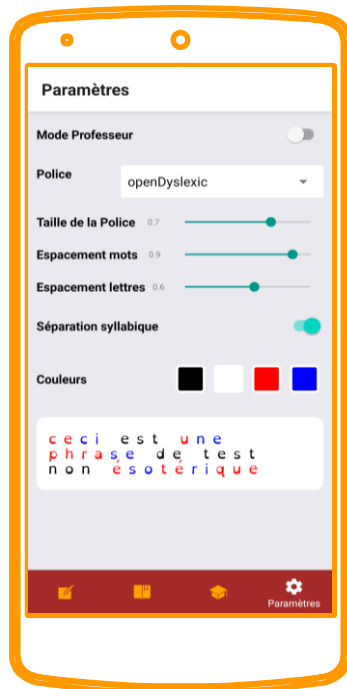 Paramètres
Mode Professeur
Police openDyslexic
Taille de la Police 0.7
Espacement mots 0.9
Espacement lettres 0.6
Séparation syllabique
Couleurs
ceci est une
phrase de test
non ésotérique
Paramètres